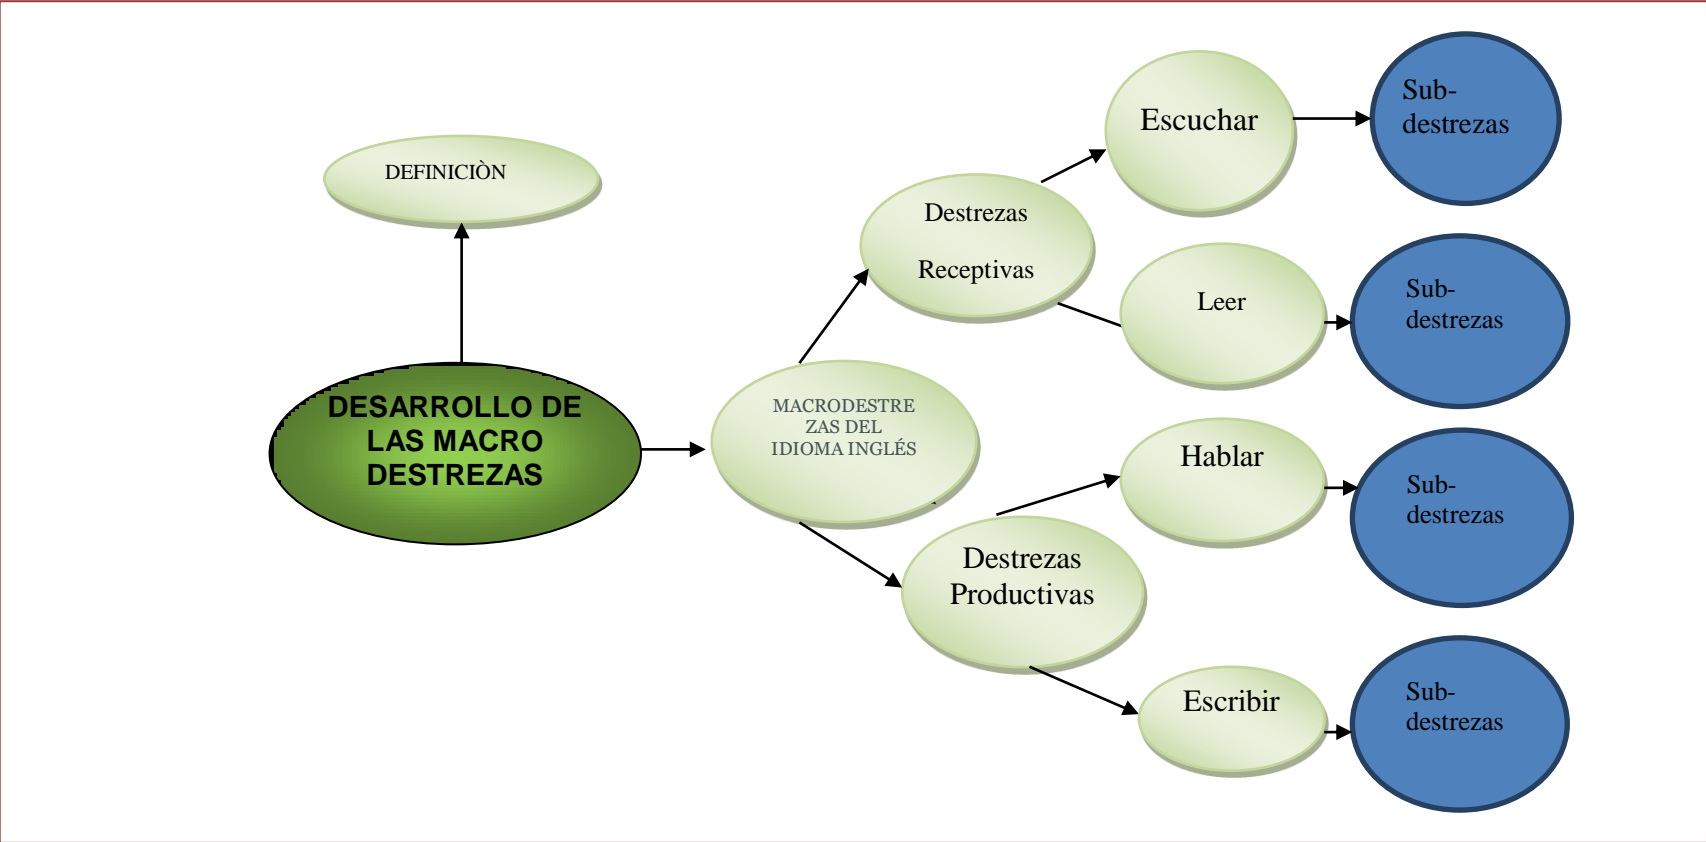 DEFINICIÒN
DESARROLLO DE
LAS MACRO
DESTREZAS
MACRODESTRE
ZAS DEL
IDIOMA INGLÉS
Destrezas
Receptivas
Escuchar
Sub-
destrezas
Leer
Sub-
destrezas
Destrezas
Productivas
Hablar
Sub-
destrezas
Escribir
Sub-
destrezas